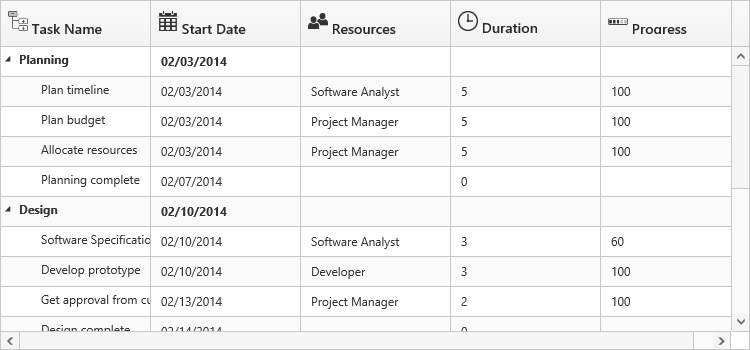 Task Name Start Date Resources Duration Progress
Planning 02/03/2014
Plan timeline 02/03/2014 Software Analyst 5 100
Plan budget 02/03/2014 Project Manager 5 100
Allocate resources 02/03/2014 Project Manager 5 100
Planning complete 02/07/2014 0
Design 02/10/2014
Software Specificatio 02/10/2014 Software Analyst 3 60
Develop prototype 02/10/2014 Developer 3 100
Get approval from cu 02/13/2014 Project Manager 2 100
Design complete 02/14/2014 0